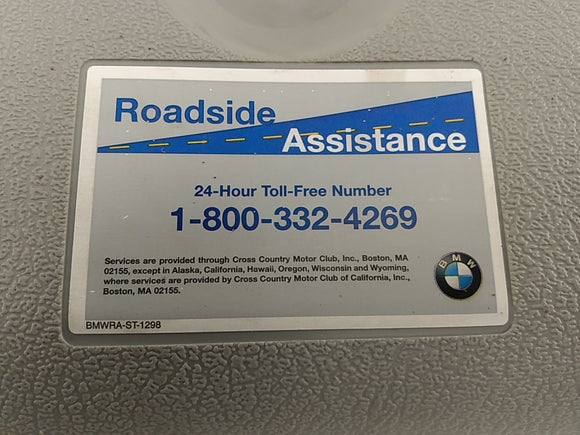 Roadside
Assistance
24-Hour Toll-Free Number
1-800-332-4269
Services are provided through Cross Country Motor Club, Inc., Boston, MA
02155, except in Alaska, California, Hawaii, Oregon, Wisconsin and Wyoming,
where services are provided by Cross Country Motor Club of California, Inc.,
Boston, MA 02155.
BMW
BMWRA-ST-1298